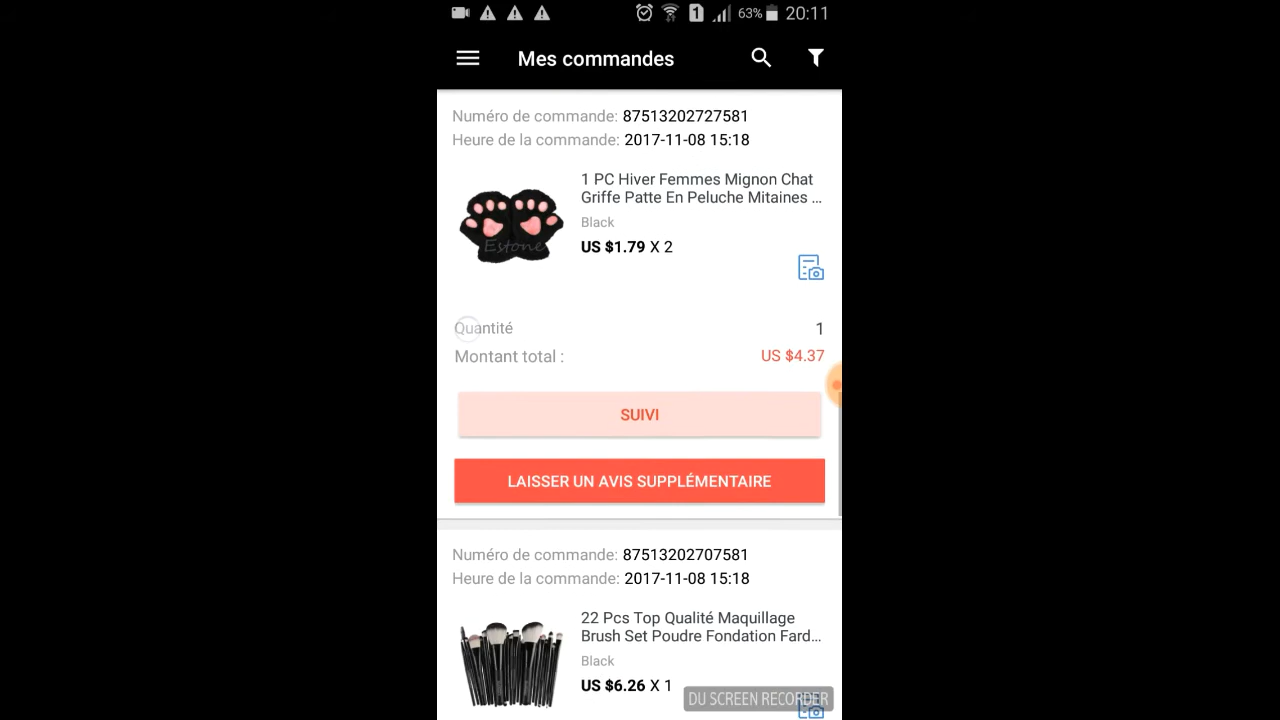 63% 20:11
Mes commandes
Numéro de commande: 87513202727581
Heure de la commande: 2017-11-08 15:18
1 PC Hiver Femmes Mignon Chat
Griffe Patte En Peluche Mitaines ...
Black
US $1.79 X 2
Estone
Quantité 1
Montant total : US $4.37
SUIVI
LAISSER UN AVIS SUPPLÉMENTAIRE
Numéro de commande: 87513202707581
Heure de la commande: 2017-11-08 15:18
22 Pcs Top Qualité Maquillage
Brush Set Poudre Fondation Fard...
Black
US $6.26 X 1
DU SCREEN RECORDER